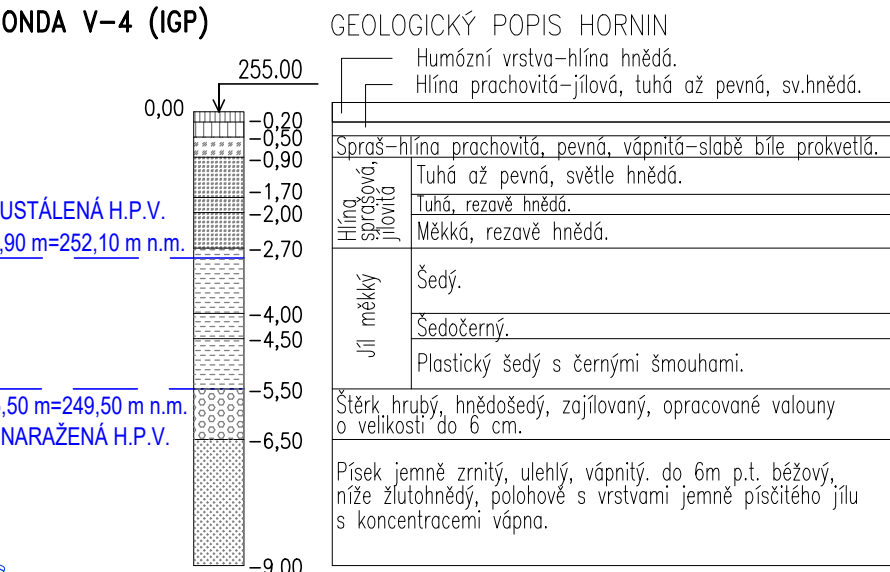 ONDA V-4 (IGP)
GEOLOGICKÝ POPIS HORNIN
255.00
0,00
Humózní vrstva-hlína hnědá.
Hlína prachovitá-jílová, tuhá až pevná, sv.hnědá.
-0,20
-0,50
Spraš-hlína prachovitá, pevná, vápnitá-slabě bíle prokvetlá.
-0,90
Hlína
sprašová,
jílovitá
Tuhá až pevná, světle hnědá.
-1,70
Tuhá, rezavě hnědá.
-2,00
Měkká, rezavě hnědá.
USTÁLENÁ H.P.V.
,90 m=252,10 m n.m.
-2,70
Jíl měkký
Šedý.
-4,00
Šedočerný.
-4,50
Plastický šedý s černými šmouhami.
-5,50
,50 m=249,50 m n.m.
NARAŽENÁ H.P.V.
Štěrk hrubý, hnědošedý, zajílovaný, opracované valouny
o velikosti do 6 cm.
-6,50
Písek jemně zrnitý, ulehlý, vápnitý. do 6m p.t. béžový,
níže žlutohnědý, polohově s vrstvami jemně písčitého jílu
s koncentracemi vápna.
-9,00